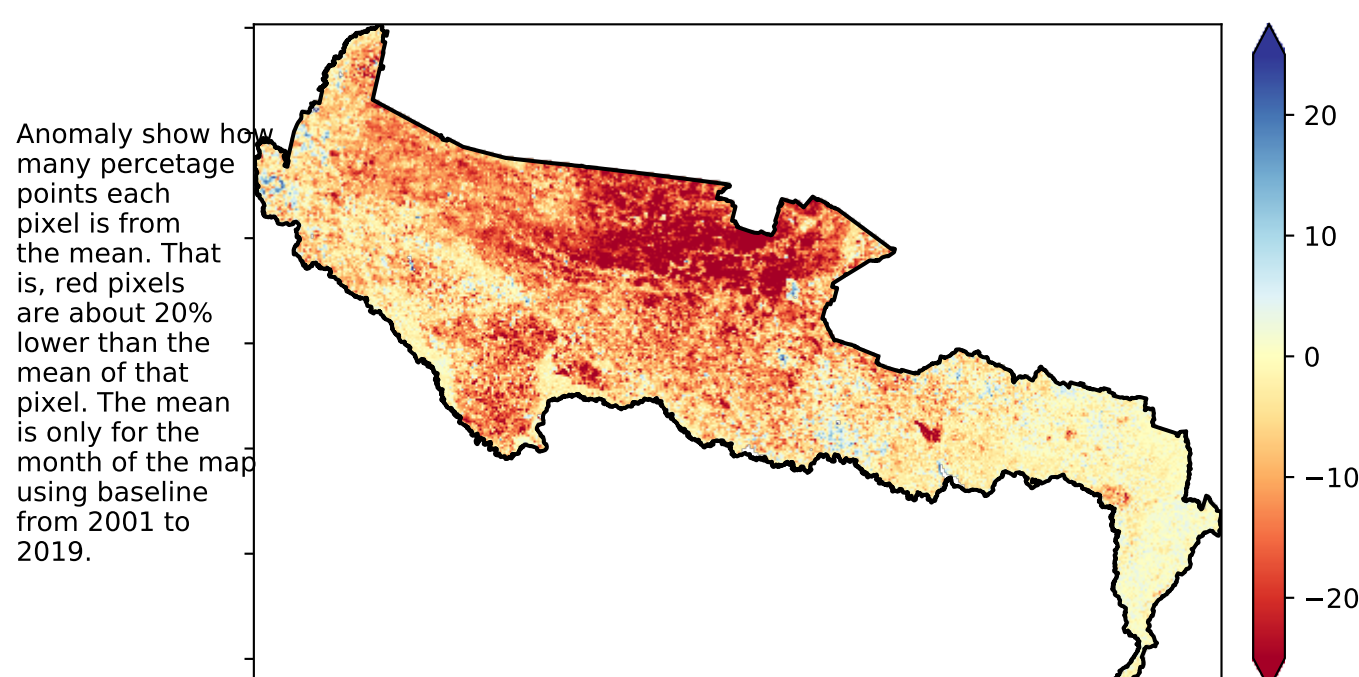 Anomaly show how
many percetage
points each
pixel is from
the mean. That
is, red pixels
are about 20%
lower than the
mean of that
pixel. The mean
is only for the
month of the map
using baseline
from 2001 to
2019.
20
10
0
−10
−20